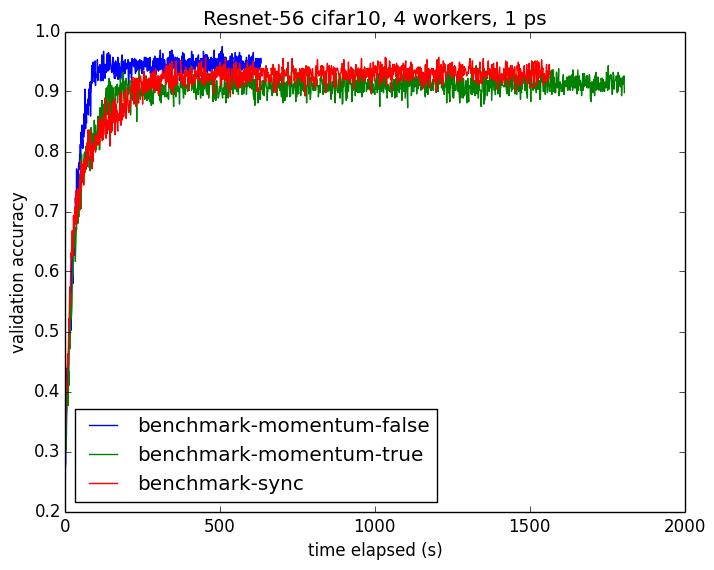 Resnet-56 cifar10, 4 workers, 1 ps
1.0
0.9
0.8
0.7
0.6
0.5
0.4
0.3
0.2
validation accuracy
benchmark-momentum-false
benchmark-momentum-true
benchmark-sync
0 500 1000 1500 2000
time elapsed (s)